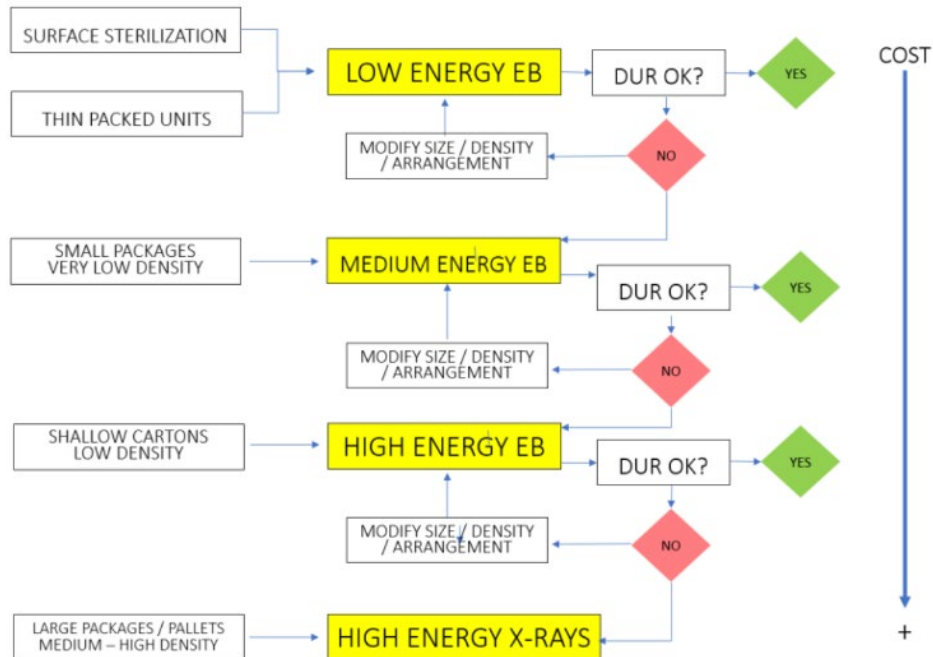 SURFACE STERILIZATION
THIN PACKED UNITS
LOW ENERGY EB
DUR OK?
YES
COST
NO
MODIFY SIZE / DENSITY
/ ARRANGEMENT
SMALL PACKAGES
VERY LOW DENSITY
MEDIUM ENERGY EB
DUR OK?
YES
NO
MODIFY SIZE / DENSITY
/ ARRANGEMENT
SHALLOW CARTONS
LOW DENSITY
HIGH ENERGY EB
DUR OK?
YES
NO
MODIFY SIZE / DENSITY
/ ARRANGEMENT
LARGE PACKAGES / PALLETS
MEDIUM – HIGH DENSITY
HIGH ENERGY X-RAYS
+